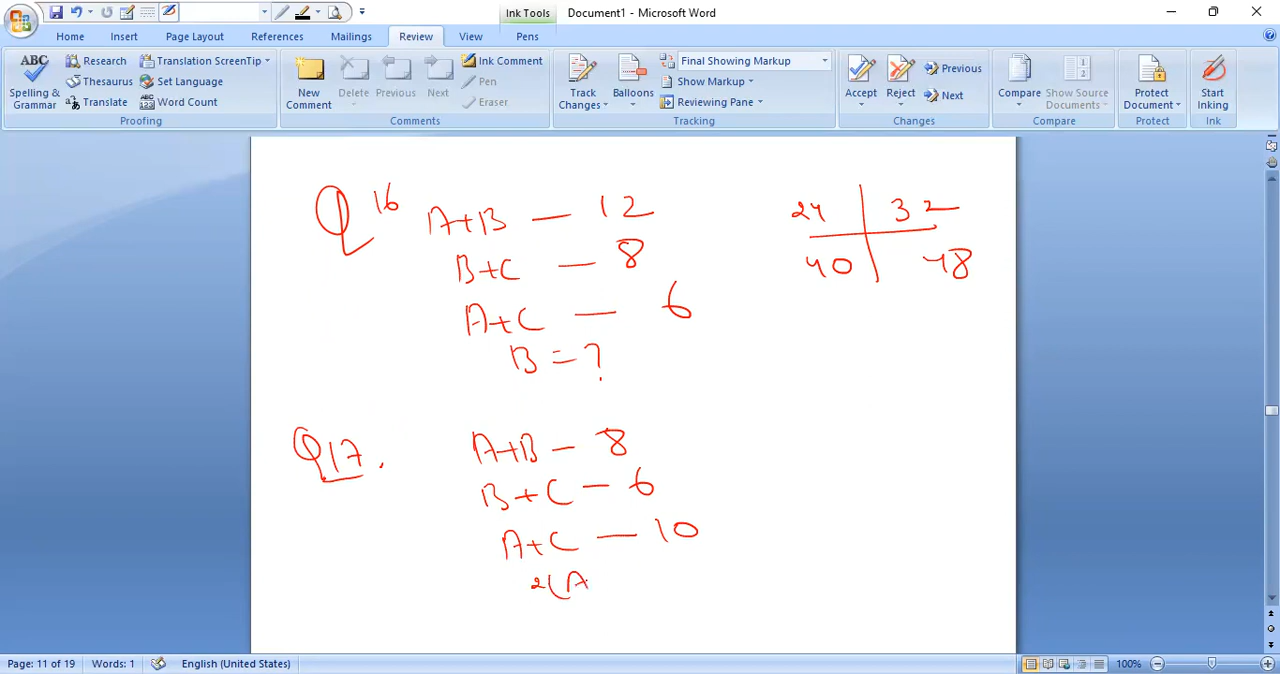 Ink Tools
Document1 - Microsoft Word
Home Insert Page Layout References Mailings Review View Pens
ABC
Spelling & Grammar
Research
Thesaurus
Translate
Translation ScreenTip
Set Language
Word Count
Proofing
New Comment
Delete
Previous
Next
Ink Comment
Pen
Eraser
Comments
Track Changes
Balloons
Final Showing Markup
Show Markup
Reviewing Pane
Tracking
Accept
Reject
Previous
Next
Changes
Compare
Show Source Documents
Compare
Protect Document
Protect
Start Inking
Ink
Q 16 A+B — 12
B+C — 8
A+C — 6
B = ?
24 | 32
40 | 48
Q17. A+B — 8
B+C — 6
A+C — 10
2(A
Page: 11 of 19 Words: 1 English (United States) 100%